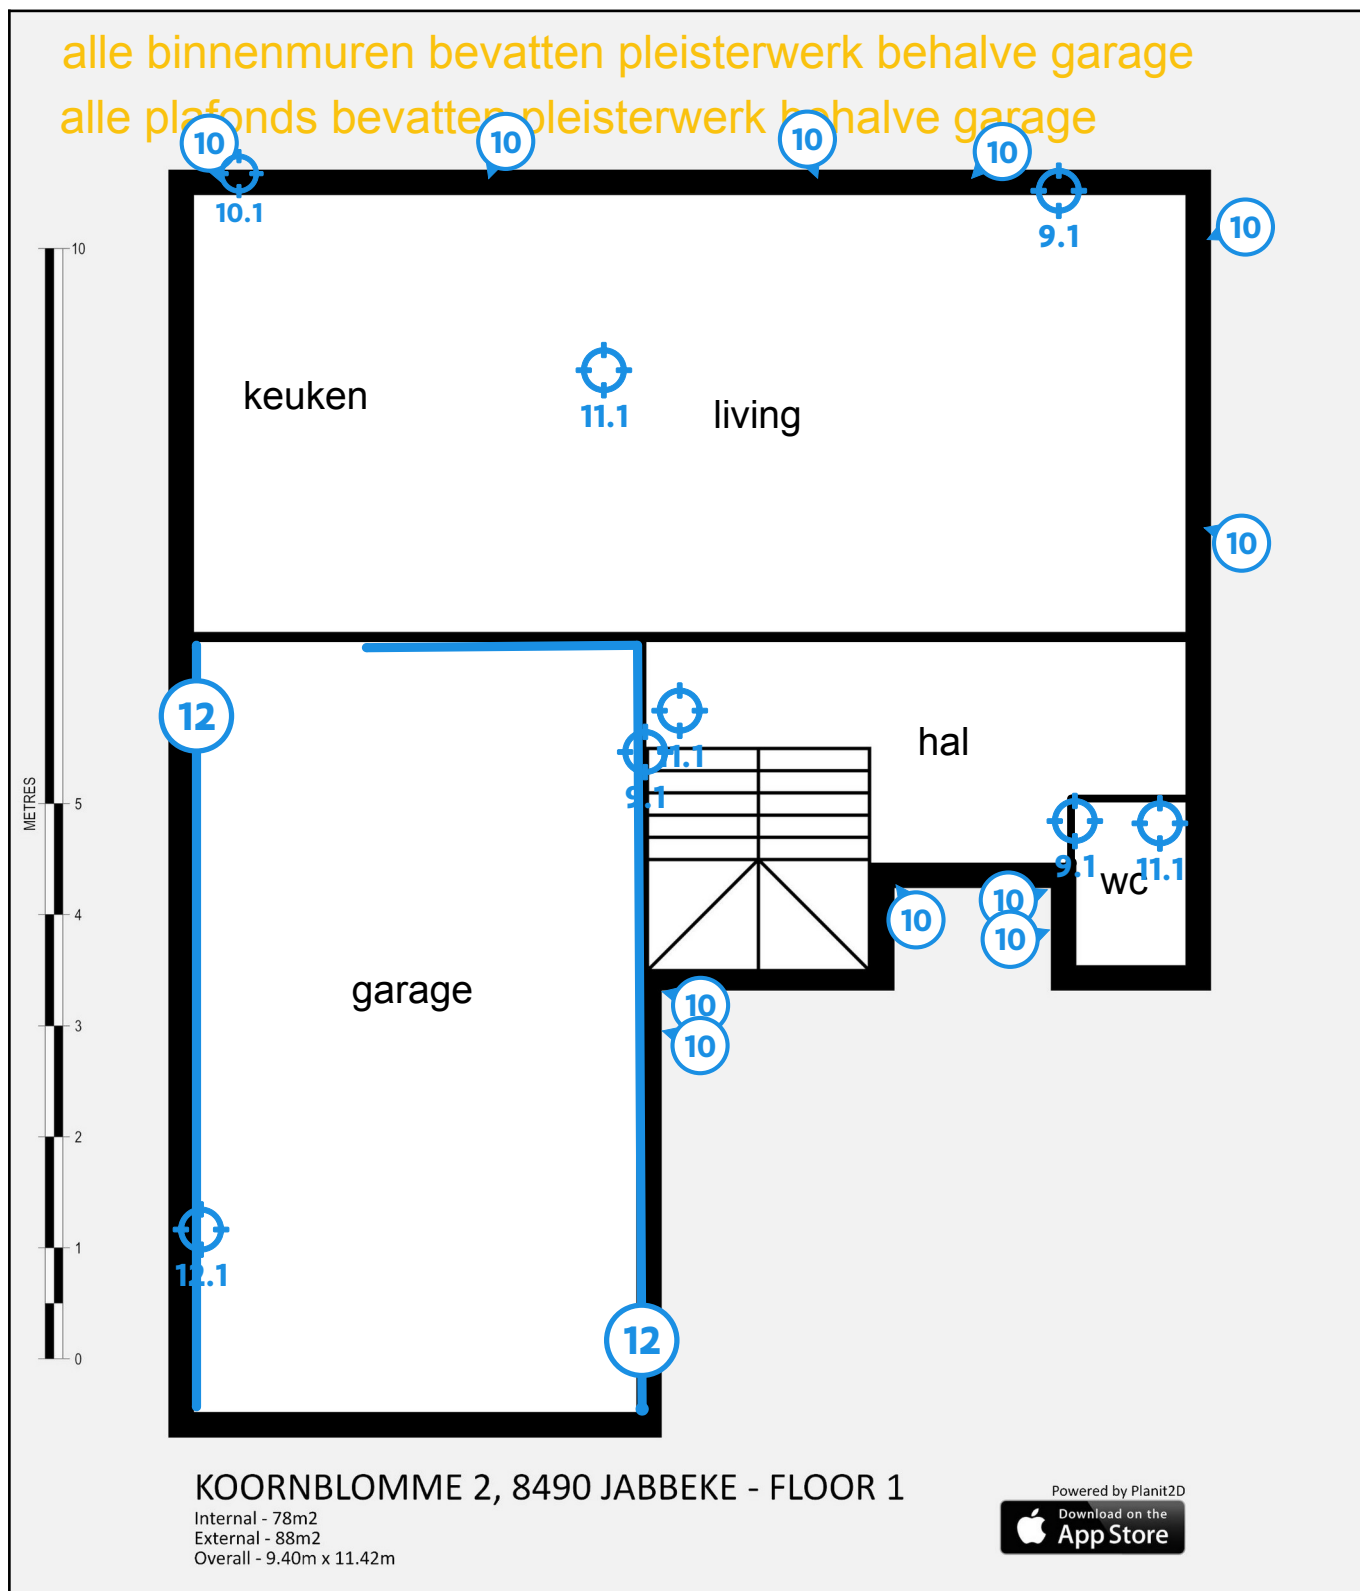 alle binnenmuren bevatten pleisterwerk behalve garage
alle plafonds bevatten pleisterwerk behalve garage
10
10
10
10
10.1
9.1
10
10
keuken
11.1
living
10
12
11.1
hal
9.1
METRES
5
9.1
11.1
wc
10
10
4
10
garage
10
3
10
2
12.1
1
12
0
KOORNBLOMME 2, 8490 JABBEKE - FLOOR 1
Internal - 78m2
External - 88m2
Overall - 9.40m x 11.42m
Powered by Planit2D
Download on the
App Store